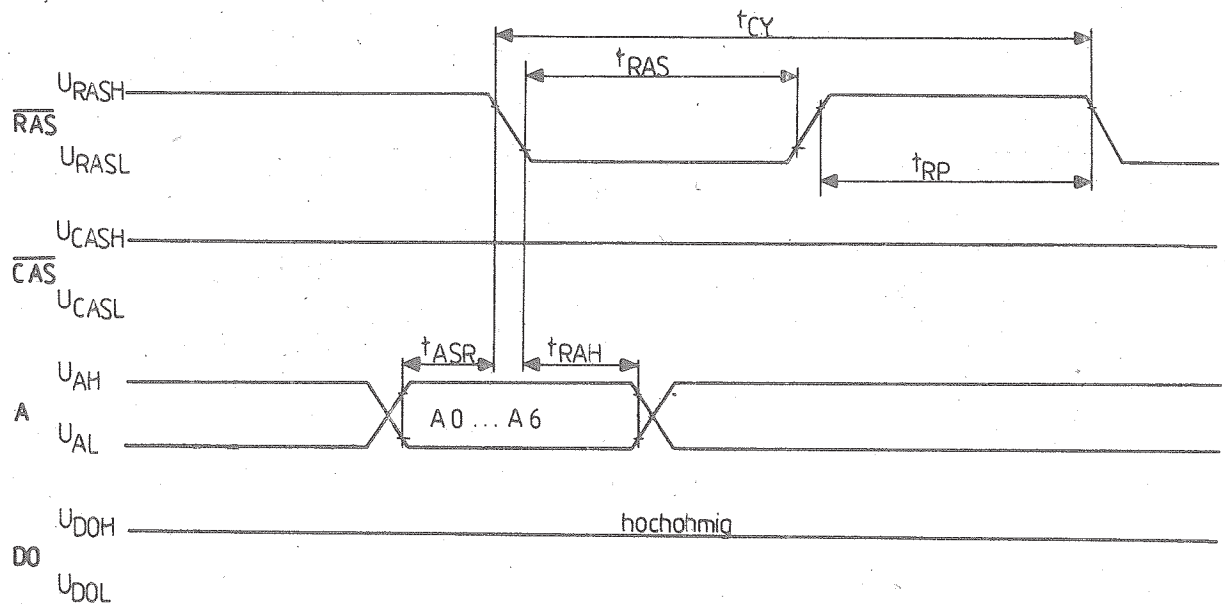 tCY
tRAS
URASH
RAS
URASL
tRP
UCASH
CAS
UCASL
tASR
tRAH
UAH
A
A0...A6
UAL
UDOH
hochohmig
DO
UDOL